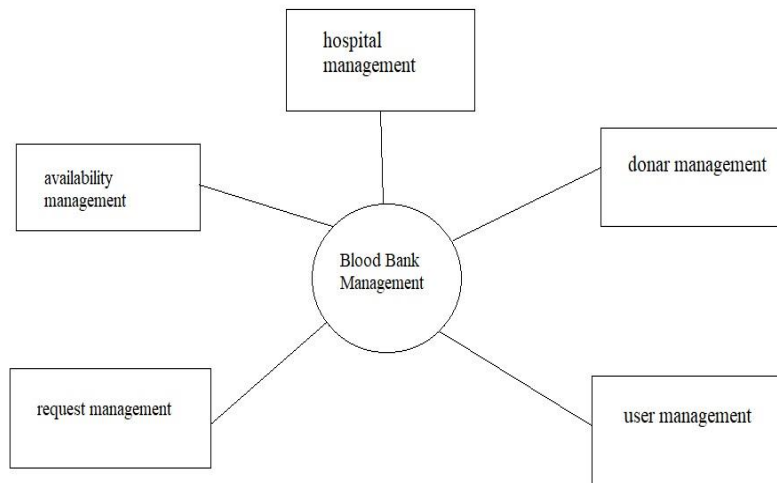 hospital
management
availability
management
donar management
Blood Bank
Management
request management
user management